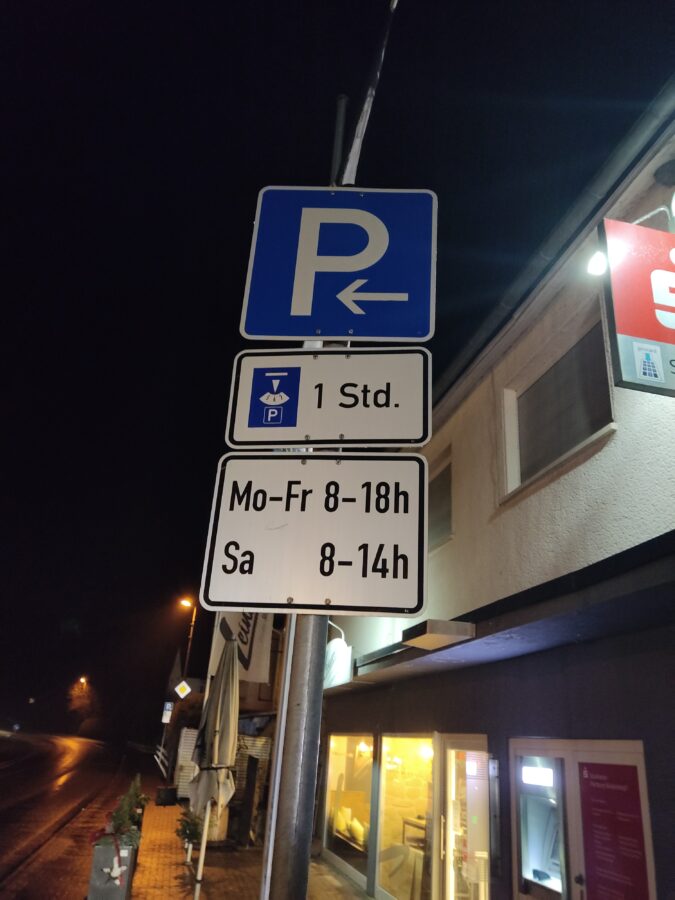 P
P
1 Std.
Mo-Fr 8-18h
Sa 8-14h